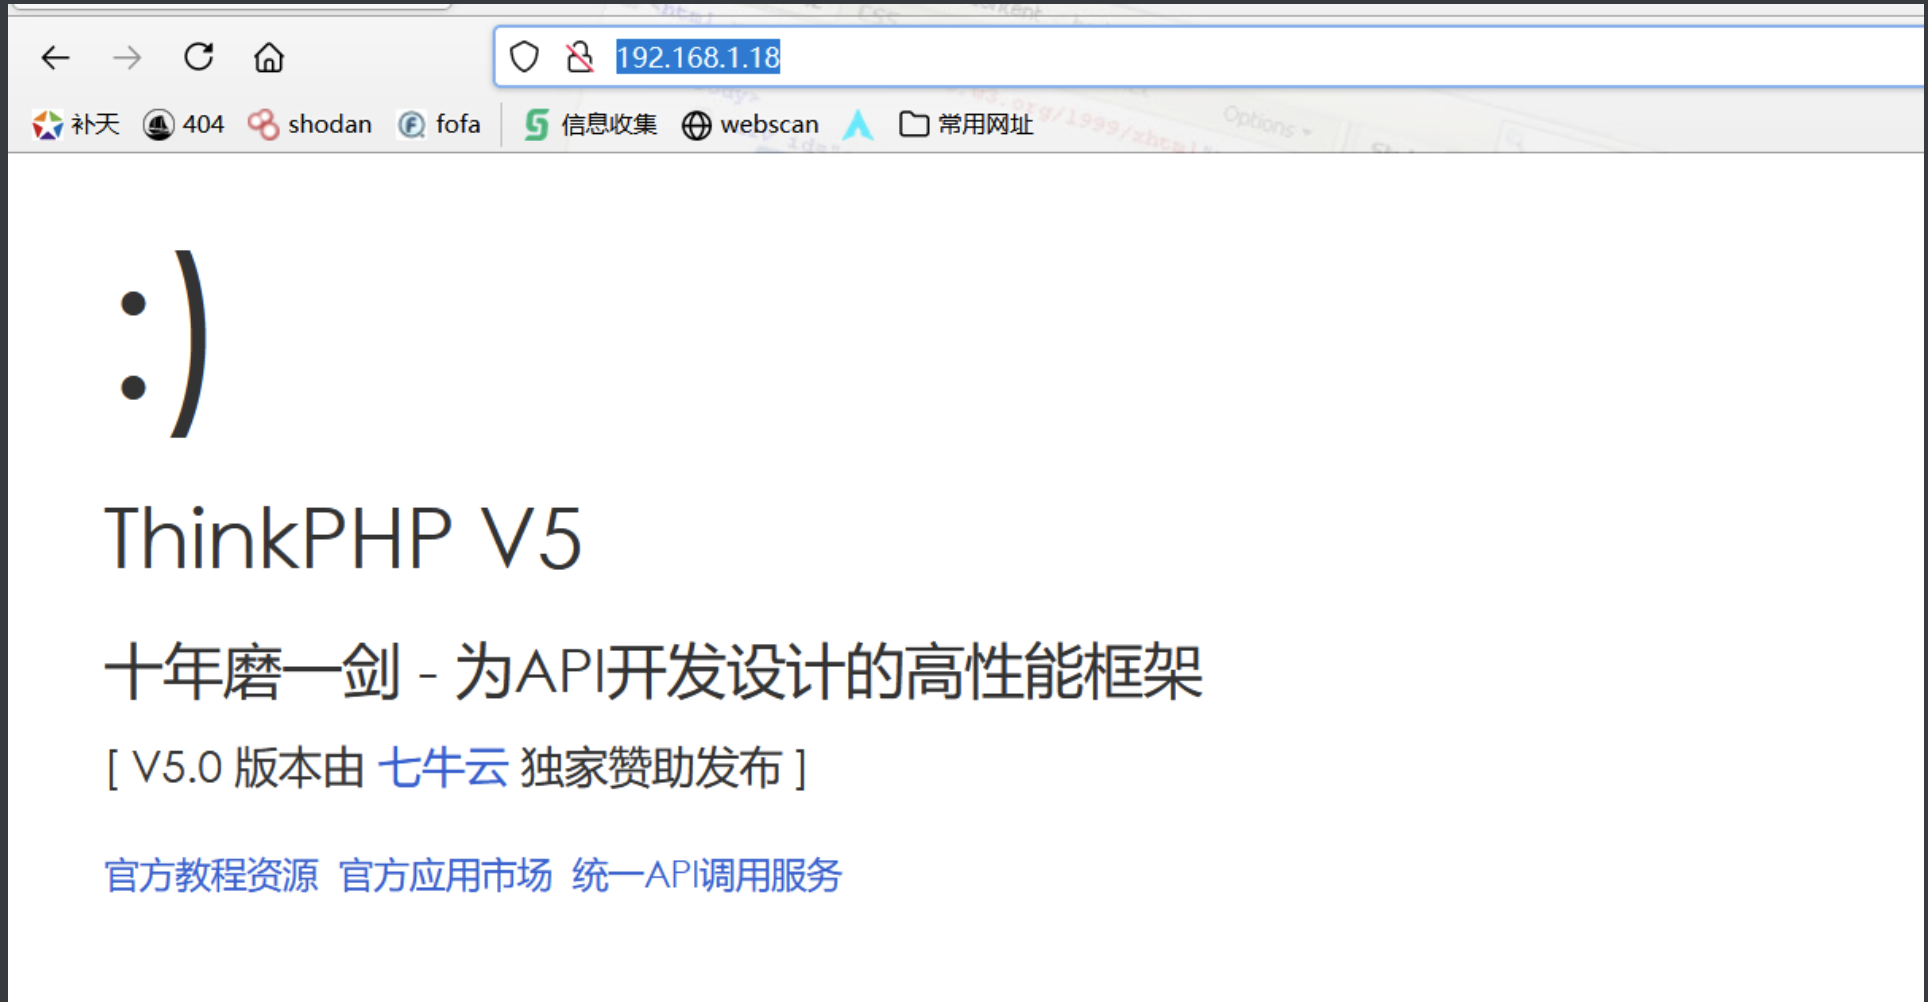 192.168.1.18
补天 404 shodan fofa 信息收集 webscan 常用网址
Options
:)
ThinkPHP V5
十年磨一剑 - 为API开发设计的高性能框架
[ V5.0 版本由 七牛云 独家赞助发布 ]
官方教程资源 官方应用市场 统一API调用服务